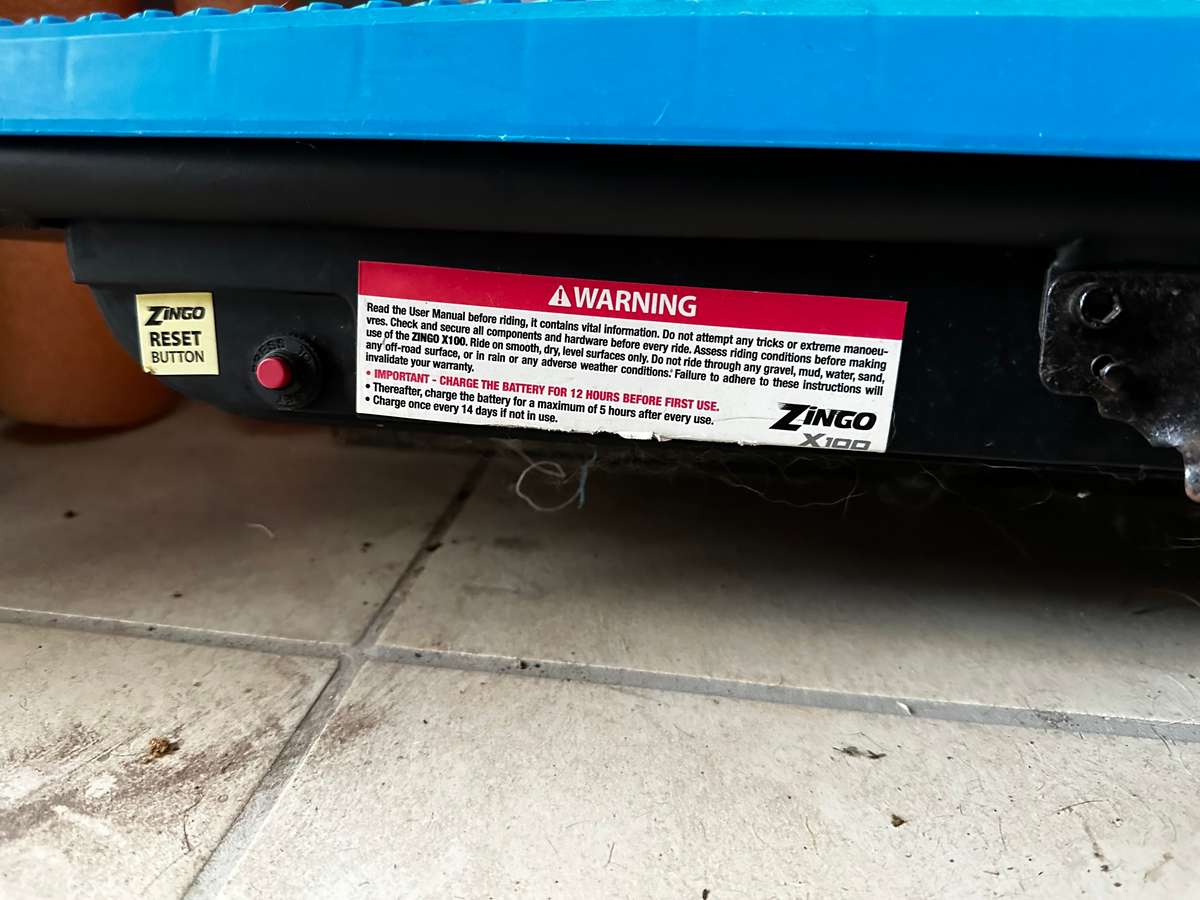 ZINGO
RESET
BUTTON
WARNING
Read the User Manual before riding, it contains vital information. Do not attempt any tricks or extreme manoeu-
vres. Check and secure all components and hardware before every ride. Assess riding conditions before making
use of the ZINGO X100. Ride on smooth, dry, level surfaces only. Do not ride through any gravel, mud, water, sand,
any off-road surface, or in rain or any adverse weather conditions. Failure to adhere to these instructions will
invalidate your warranty.
• IMPORTANT - CHARGE THE BATTERY FOR 12 HOURS BEFORE FIRST USE.
• Thereafter, charge the battery for a maximum of 5 hours after every use.
• Charge once every 14 days if not in use.
ZINGO
X100